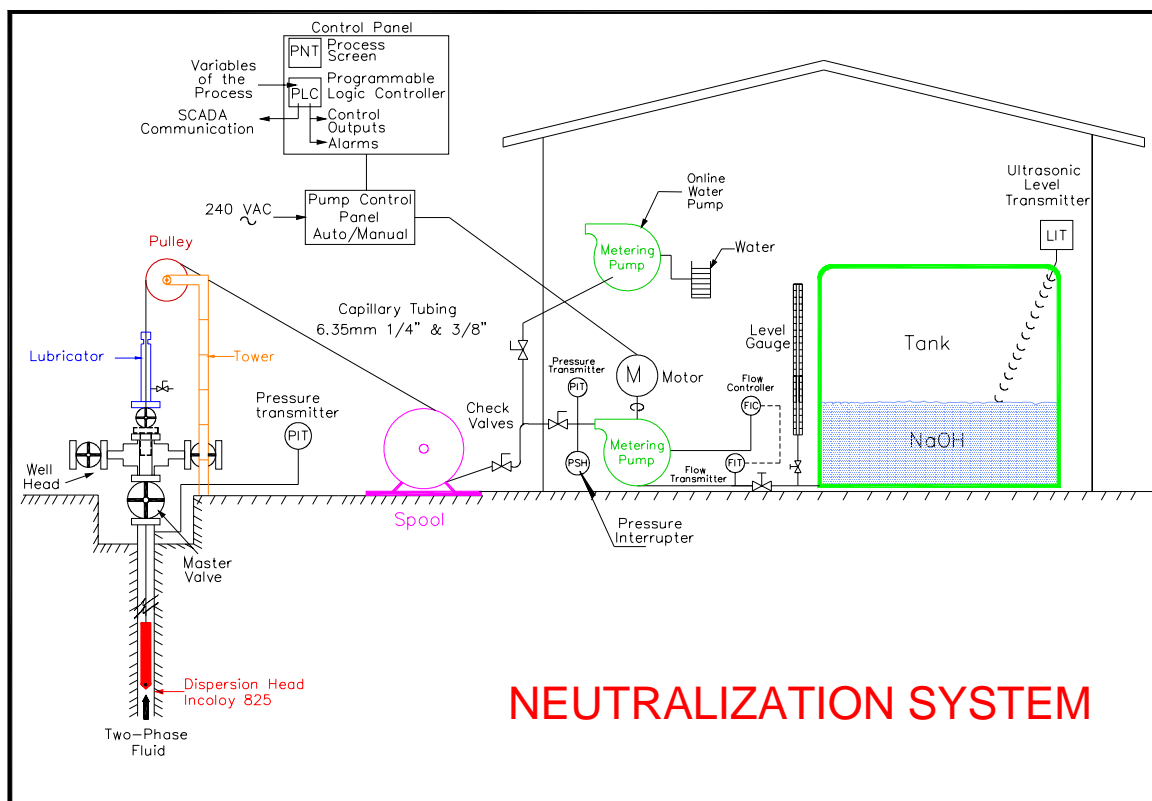 Control Panel
PNT
Process
Screen
Variables
of the
Process
PLC
Programmable
Logic Controller
SCADA
Communication
Control
Outputs
Alarms
240 VAC
Pump Control
Panel
Auto/Manual
Online
Water
Pump
Ultrasonic
Level
Transmitter
LIT
Pulley
Metering
Pump
Water
Capillary Tubing
6.35mm 1/4" & 3/8"
Level
Gauge
Tank
Lubricator
Tower
Pressure
Transmitter
PIT
M
Motor
Flow
Controller
FIC
Pressure
transmitter
PIT
Check
Valves
NaOH
Metering
Pump
PSH
FIT
Flow
Transmitter
Well
Head
Spool
Pressure
Interrupter
Master
Valve
Dispersion Head
Incoloy 825
NEUTRALIZATION SYSTEM
Two-Phase
Fluid